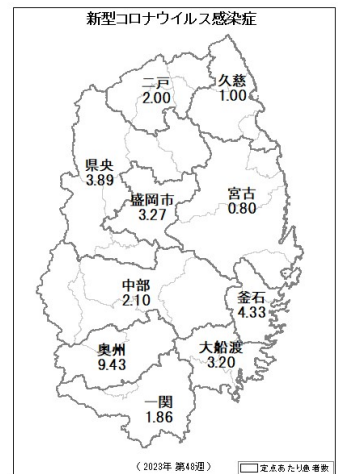 新型コロナウイルス感染症
二戸
2.00
久慈
1.00
県央
3.89
盛岡市
3.27
宮古
0.80
中部
2.10
釜石
4.33
奥州
9.43
大船渡
3.20
一関
1.86
（2023年 第48週）
定点あたり患者数